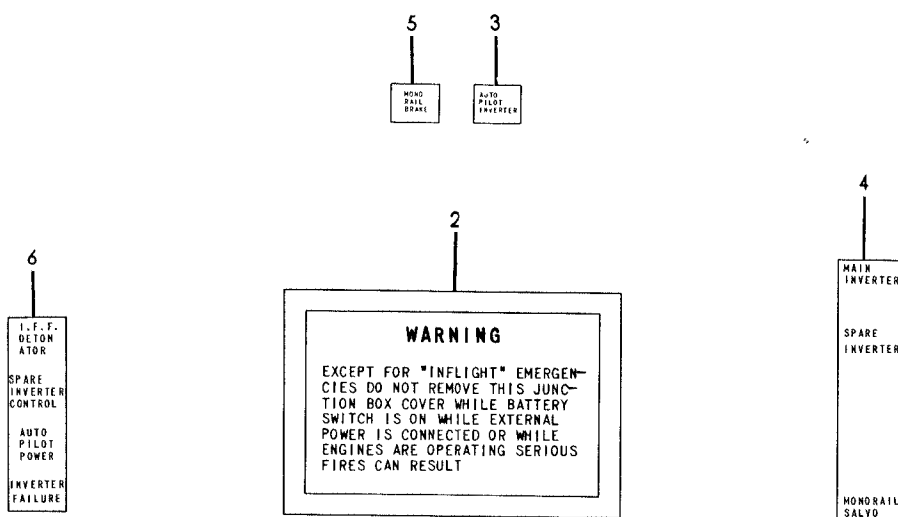 5
3
MONO
RAIL
BRAKE
AUTO
PILOT
INVERTER
4
2
6
MAIN
INVERTER
SPARE
INVERTER
MONORAIL
SALVO
I.F.F.
DETON
ATOR
SPARE
INVERTER
CONTROL
AUTO
PILOT
POWER
INVERTER
FAILURE
WARNING
EXCEPT FOR "INFLIGHT" EMERGEN-
CIES DO NOT REMOVE THIS JUNC-
TION BOX COVER WHILE BATTERY
SWITCH IS ON WHILE EXTERNAL
POWER IS CONNECTED OR WHILE
ENGINES ARE OPERATING SERIOUS
FIRES CAN RESULT